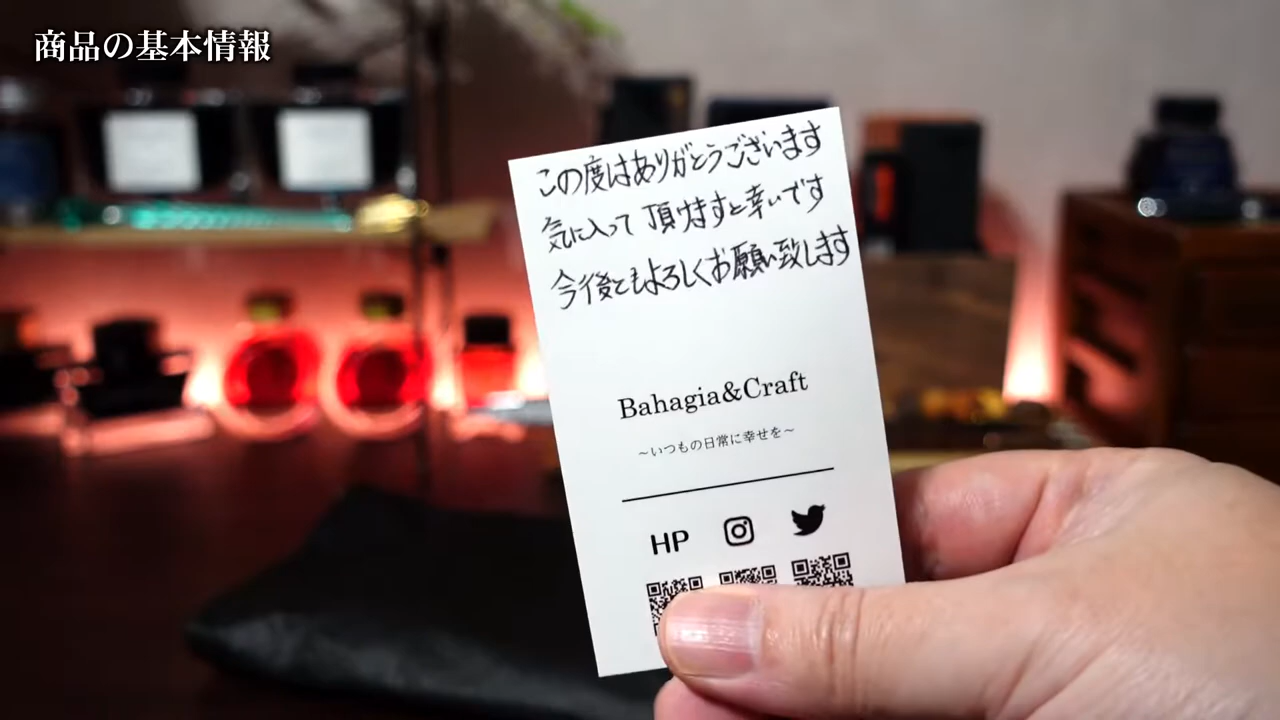 商品の基本情報
この度はありがとうございます
気に入って頂けますと幸いです
今後ともよろしくお願い致します
Bahagia&Craft
~いつもの日常に幸せを~
HP